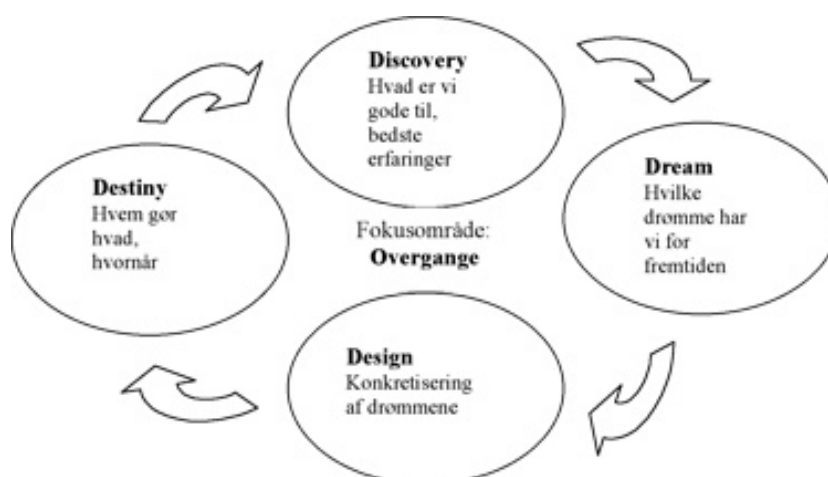 Discovery
Hvad er vi
gode til,
bedste
erfaringer
Dream
Hvilke
drømme har
vi for
fremtiden
Design
Konkretisering
af drømmene
Destiny
Hvem gør
hvad,
hvornår
Fokusområde:
Overgange